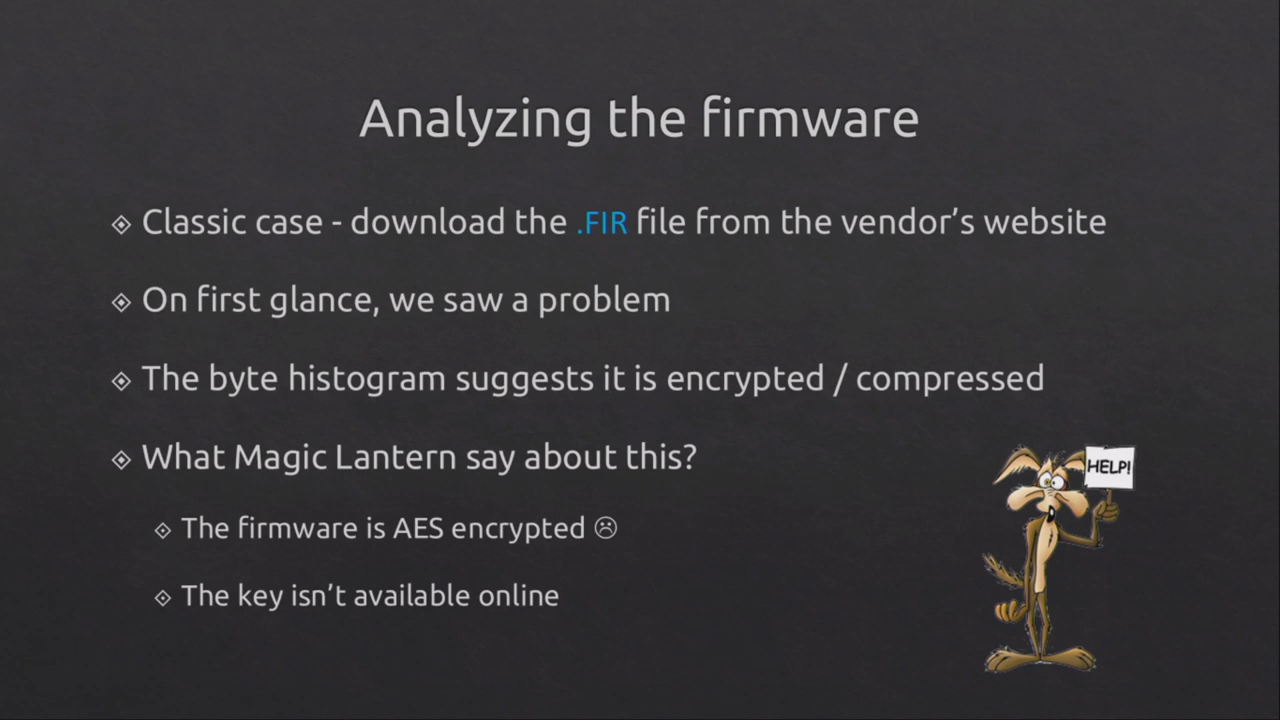 Analyzing the firmware
Classic case - download the .FIR file from the vendor’s website
On first glance, we saw a problem
The byte histogram suggests it is encrypted / compressed
What Magic Lantern say about this?
The firmware is AES encrypted ☹
The key isn’t available online
HELP!